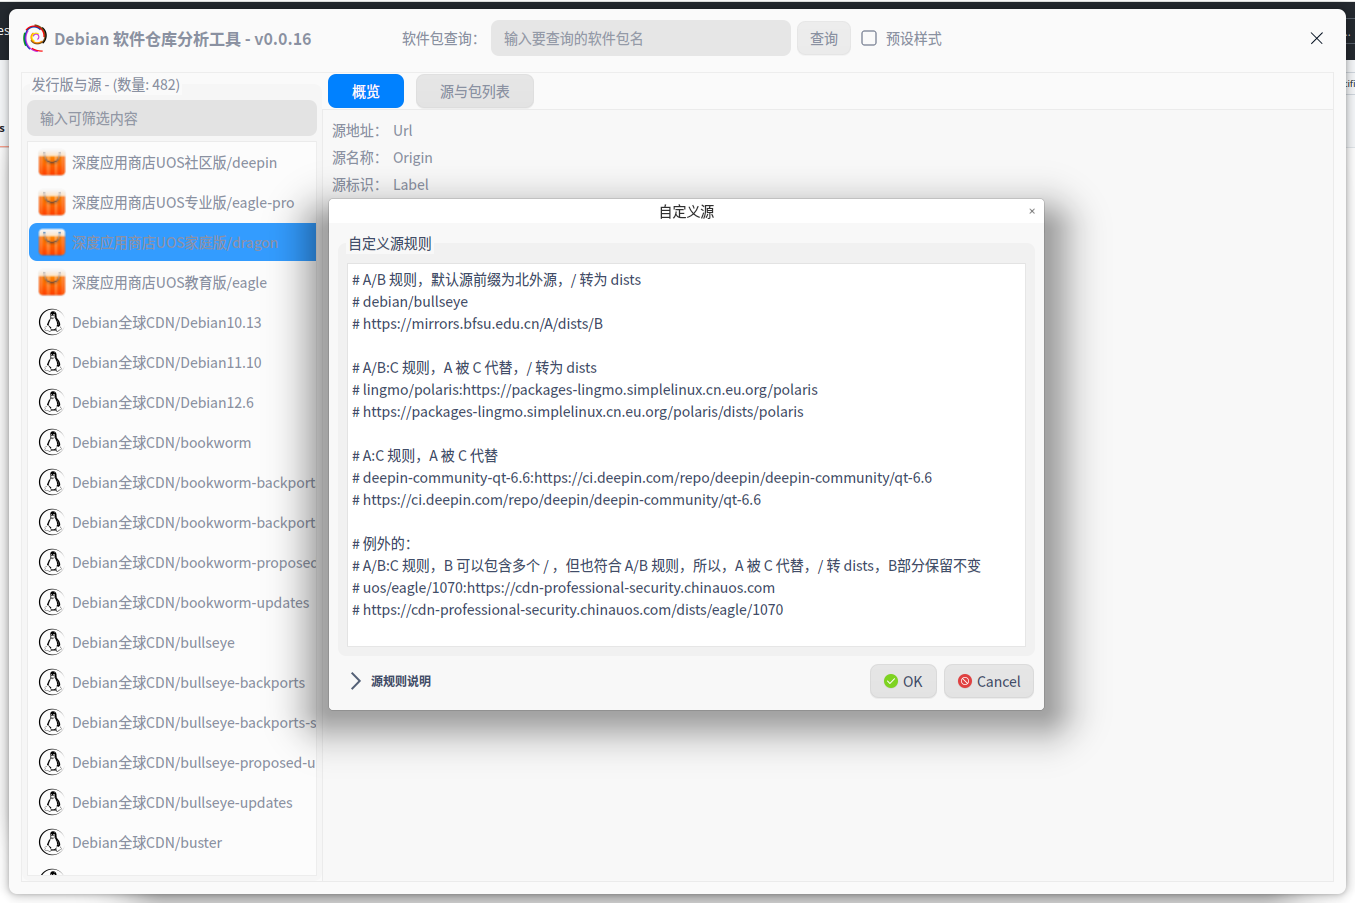 Debian 软件仓库分析工具 - v0.0.16
软件包查询：
输入要查询的软件包名
查询
预设样式
发行版与源 - (数量: 482)
输入可筛选内容
深度应用商店UOS社区版/deepin
深度应用商店UOS专业版/eagle-pro
深度应用商店UOS家庭版/dragon
深度应用商店UOS教育版/eagle
Debian全球CDN/Debian10.13
Debian全球CDN/Debian11.10
Debian全球CDN/Debian12.6
Debian全球CDN/bookworm
Debian全球CDN/bookworm-backport
Debian全球CDN/bookworm-backport
Debian全球CDN/bookworm-proposed
Debian全球CDN/bookworm-updates
Debian全球CDN/bullseye
Debian全球CDN/bullseye-backports
Debian全球CDN/bullseye-backports-s
Debian全球CDN/bullseye-proposed-u
Debian全球CDN/bullseye-updates
Debian全球CDN/buster
概览
源与包列表
源地址： Url
源名称： Origin
源标识： Label
自定义源
自定义源规则
# A/B 规则，默认源前缀为北外源，/ 转为 dists
# debian/bullseye
# https://mirrors.bfsu.edu.cn/A/dists/B
# A/B:C 规则，A 被 C 代替，/ 转为 dists
# lingmo/polaris:https://packages-lingmo.simplelinux.cn.eu.org/polaris
# https://packages-lingmo.simplelinux.cn.eu.org/polaris/dists/polaris
# A:C 规则，A 被 C 代替
# deepin-community-qt-6.6:https://ci.deepin.com/repo/deepin/deepin-community/qt-6.6
# https://ci.deepin.com/repo/deepin/deepin-community/qt-6.6
# 例外的：
# A/B:C 规则，B 可以包含多个 / ，但也符合 A/B 规则，所以，A 被 C 代替，/ 转 dists，B部分保留不变
# uos/eagle/1070:https://cdn-professional-security.chinauos.com
# https://cdn-professional-security.chinauos.com/dists/eagle/1070
源规则说明
OK
Cancel